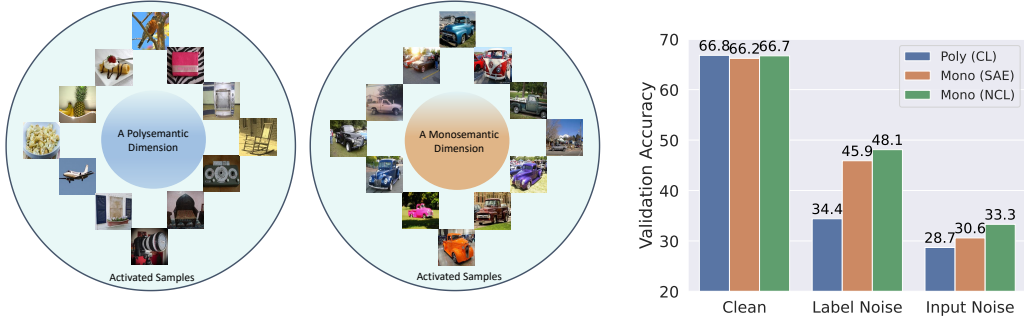 A Polysemantic
Dimension
Activated Samples
A Monosemantic
Dimension
Activated Samples
Validation Accuracy
70
60
50
40
30
20
66.8
66.2
66.7
34.4
45.9
48.1
28.7
30.6
33.3
Poly (CL)
Mono (SAE)
Mono (NCL)
Clean
Label Noise
Input Noise